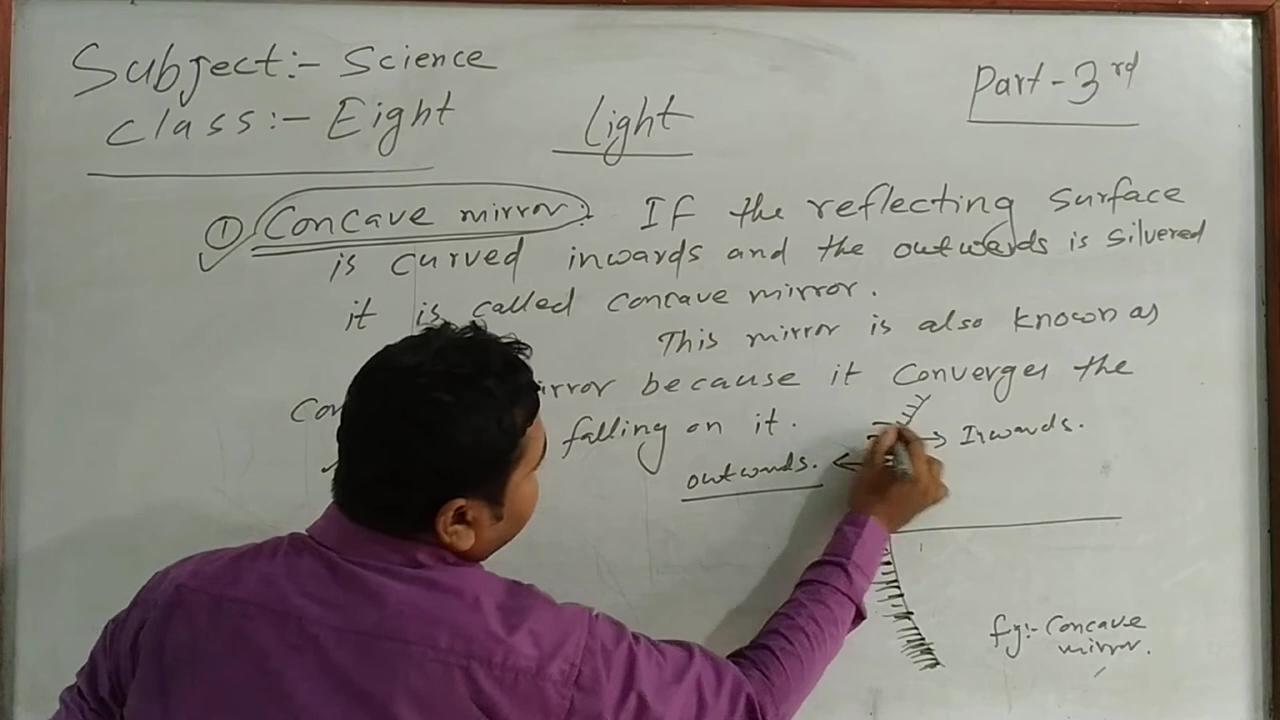 Subject:- Science
Part-3rd
Class:- Eight
Light
① Concave mirror: If the reflecting surface
is curved inwards and the outwards is silvered
it is called concave mirror.
This mirror is also known as
because it converges the
falling on it.
Inwards.
outwards.
fig:- Concave
mirror.